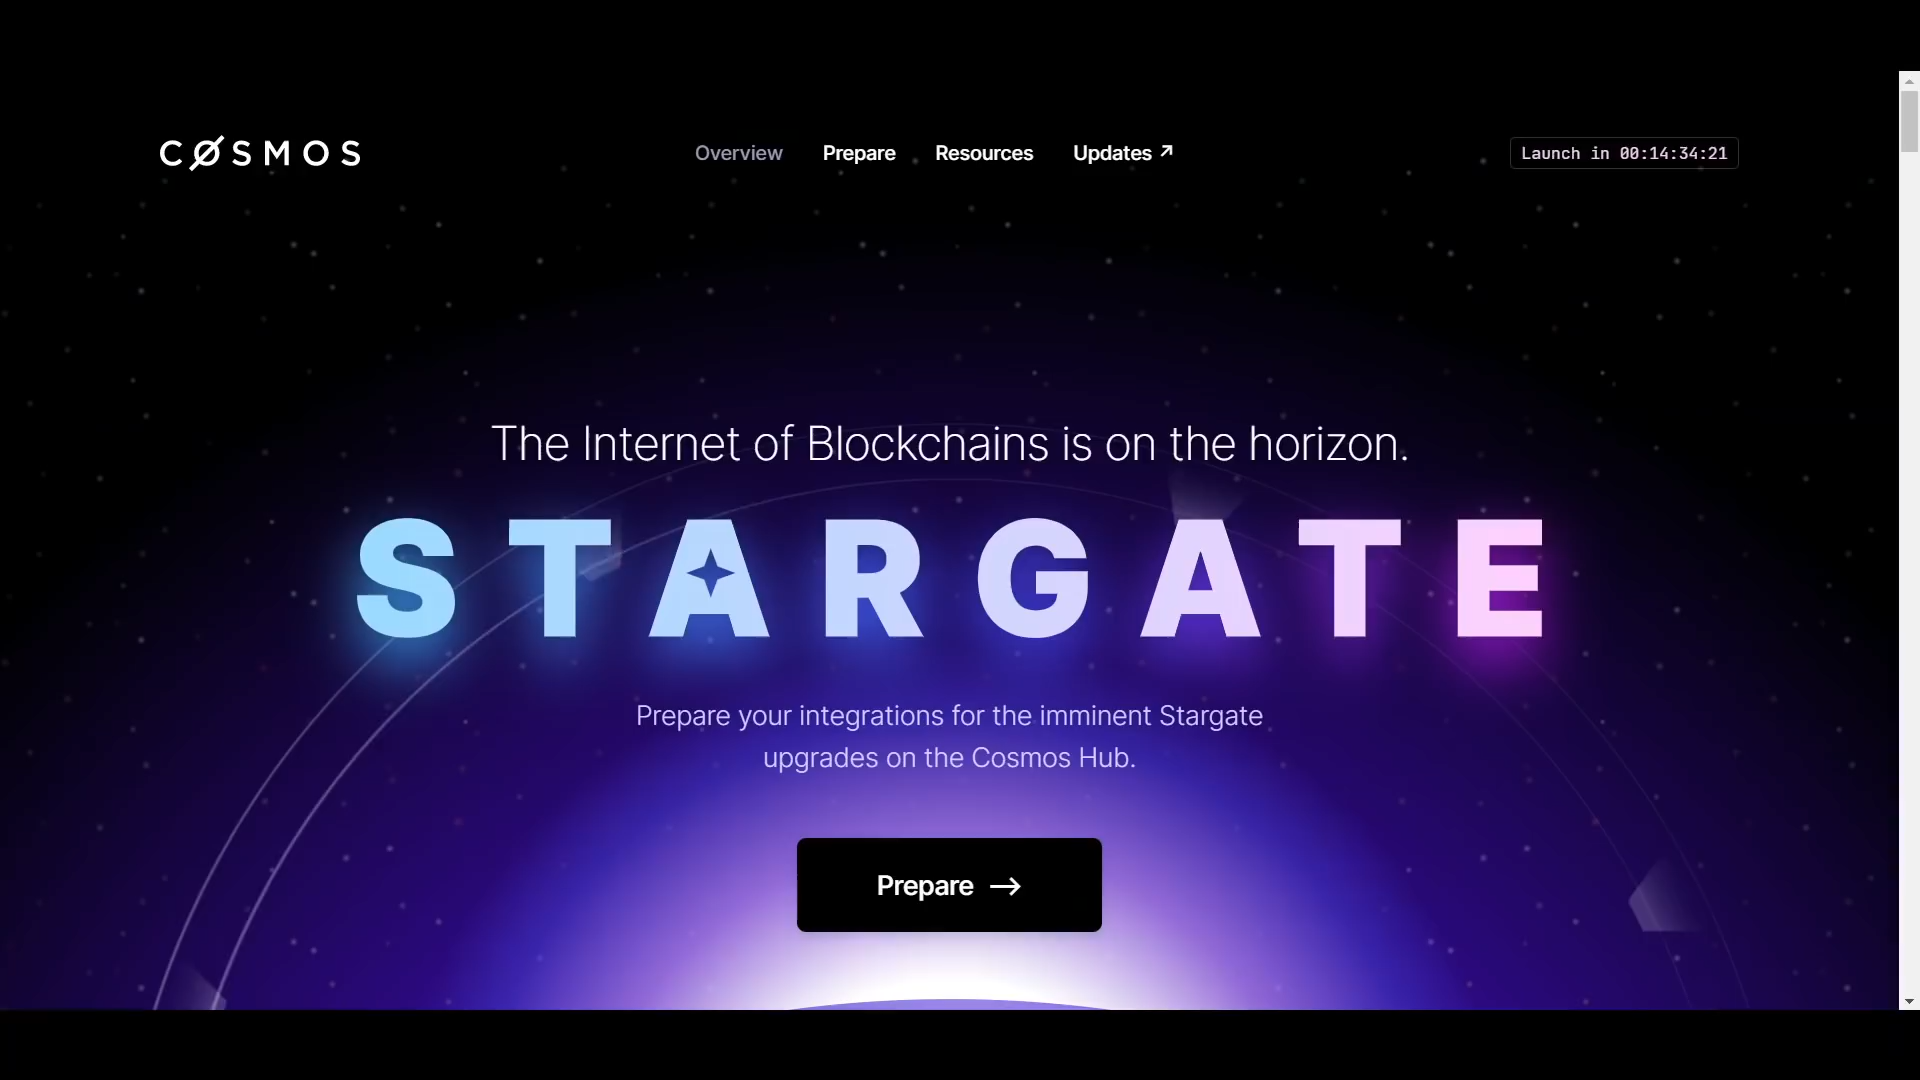 CØSMOS
Overview Prepare Resources Updates ↗
Launch in 00:14:34:21
The Internet of Blockchains is on the horizon.
STARGATE
Prepare your integrations for the imminent Stargate
upgrades on the Cosmos Hub.
Prepare →